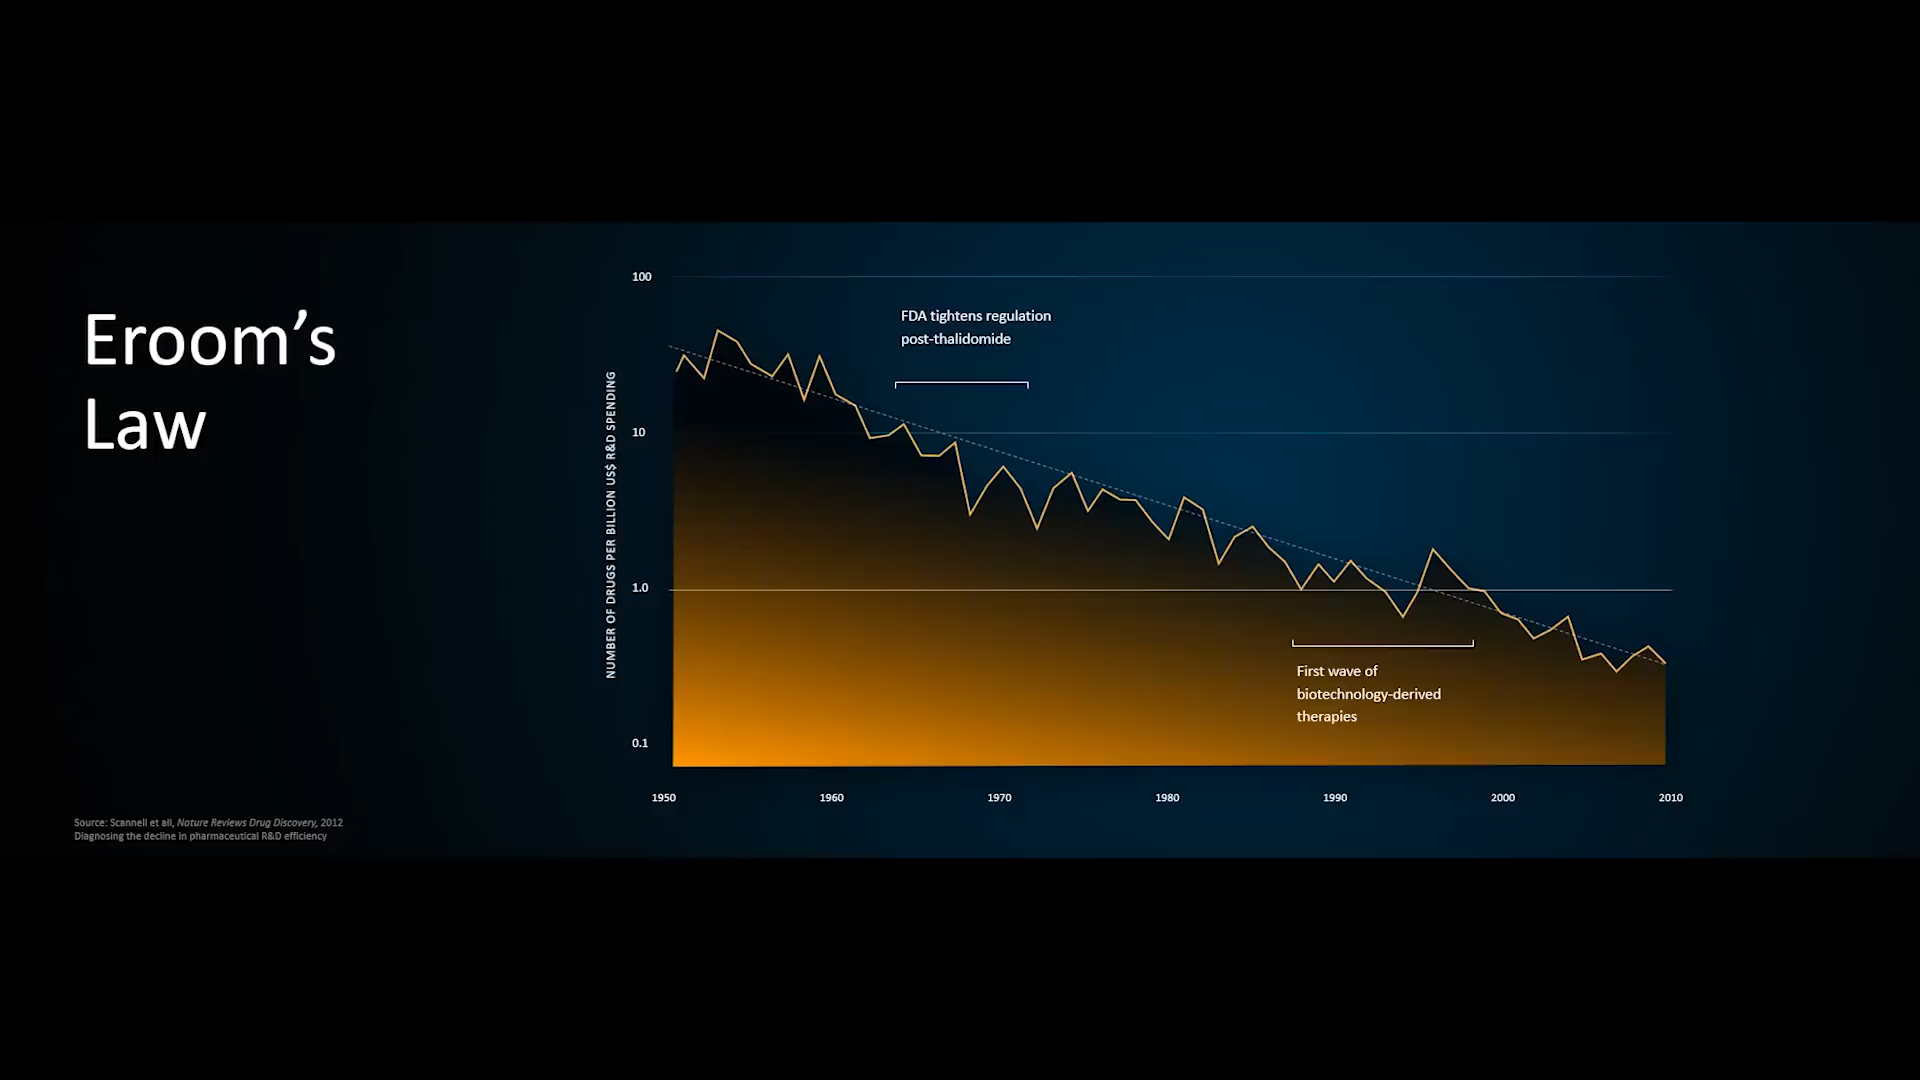 Eroom's
Law
NUMBER OF DRUGS PER BILLION US$ R&D SPENDING
100
10
1.0
0.1
FDA tightens regulation
post-thalidomide
First wave of
biotechnology-derived
therapies
1950 1960 1970 1980 1990 2000 2010
Source: Scannell et all, Nature Reviews Drug Discovery, 2012
Diagnosing the decline in pharmaceutical R&D efficiency